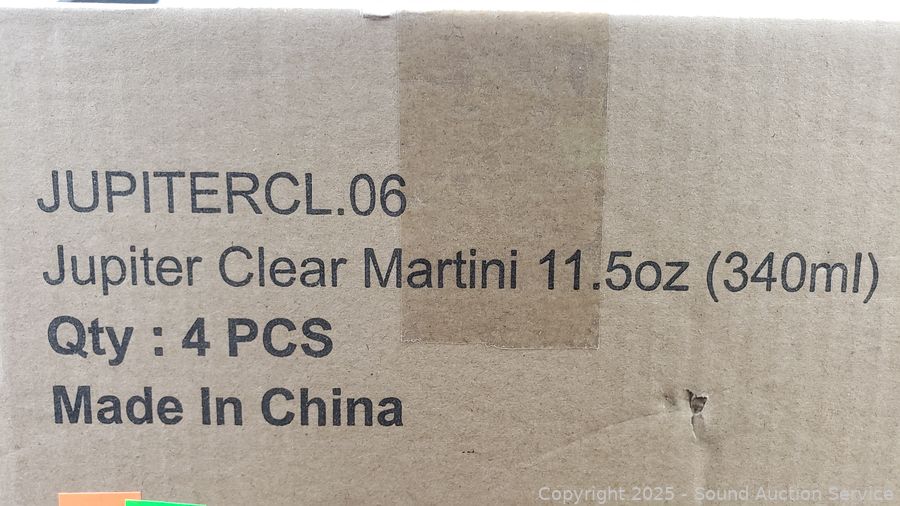 JUPITERCL.06
Jupiter Clear Martini 11.5oz (340ml)
Qty : 4 PCS
Made In China
Copyright 2025 - Sound Auction Service